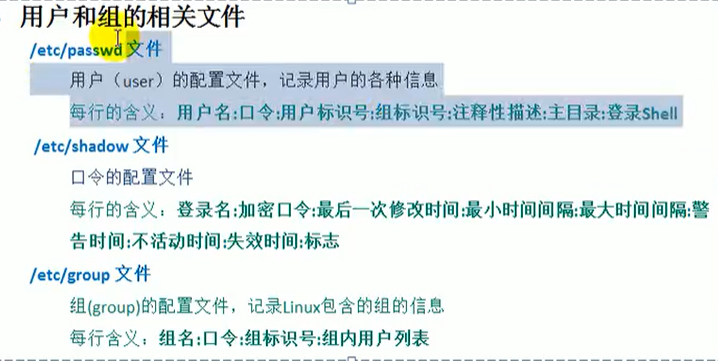 用户和组的相关文件
/etc/passwd 文件
用户（user）的配置文件，记录用户的各种信息
每行的含义：用户名:口令:用户标识号:组标识号:注释性描述:主目录:登录Shell
/etc/shadow 文件
口令的配置文件
每行的含义：登录名:加密口令:最后一次修改时间:最小时间间隔:最大时间间隔:警
告时间:不活动时间:失效时间:标志
/etc/group 文件
组(group)的配置文件，记录Linux包含的组的信息
每行含义：组名:口令:组标识号:组内用户列表